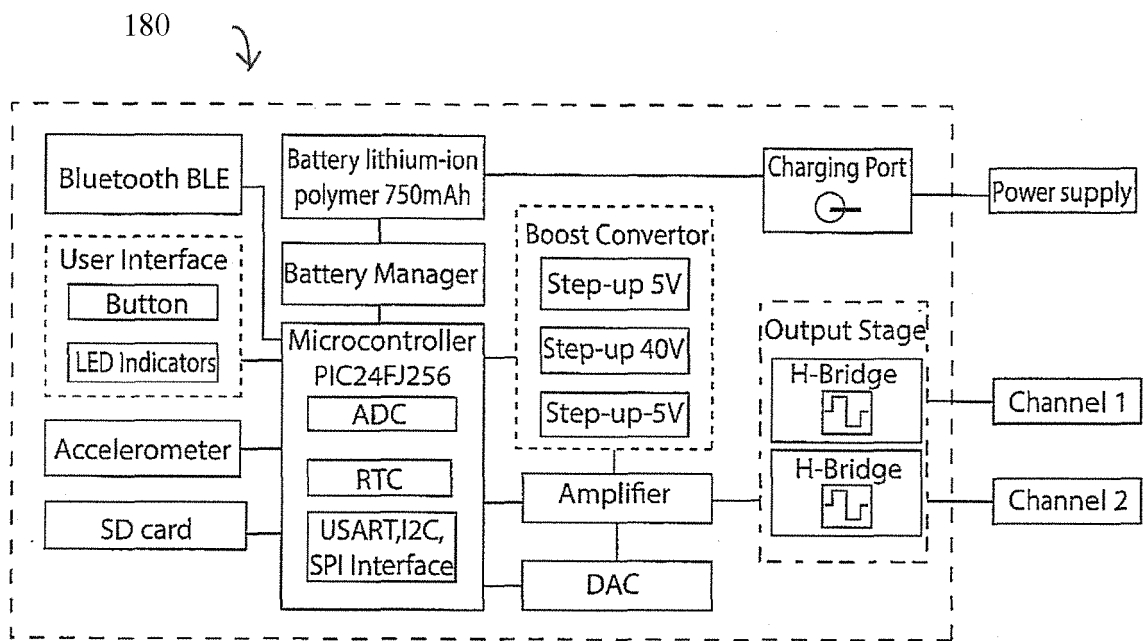 180
Bluetooth BLE
User Interface
Button
LED Indicators
Accelerometer
SD card
Battery lithium-ion
polymer 750mAh
Battery Manager
Microcontroller
PIC24FJ256
ADC
RTC
USART,I2C,
SPI Interface
Boost Convertor
Step-up 5V
Step-up 40V
Step-up-5V
Amplifier
DAC
Charging Port
Power supply
Output Stage
H-Bridge
H-Bridge
Channel 1
Channel 2